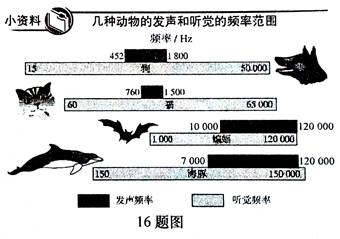 小资料 几种动物的发声和听觉的频率范围
频率/Hz
452 1 800
15 狗 50 000
760 1 500
60 猫 65 000
10 000 120 000
1 000 蝙蝠 120 000
7 000 120 000
150 海豚 150 000
发声频率 听觉频率
16题图